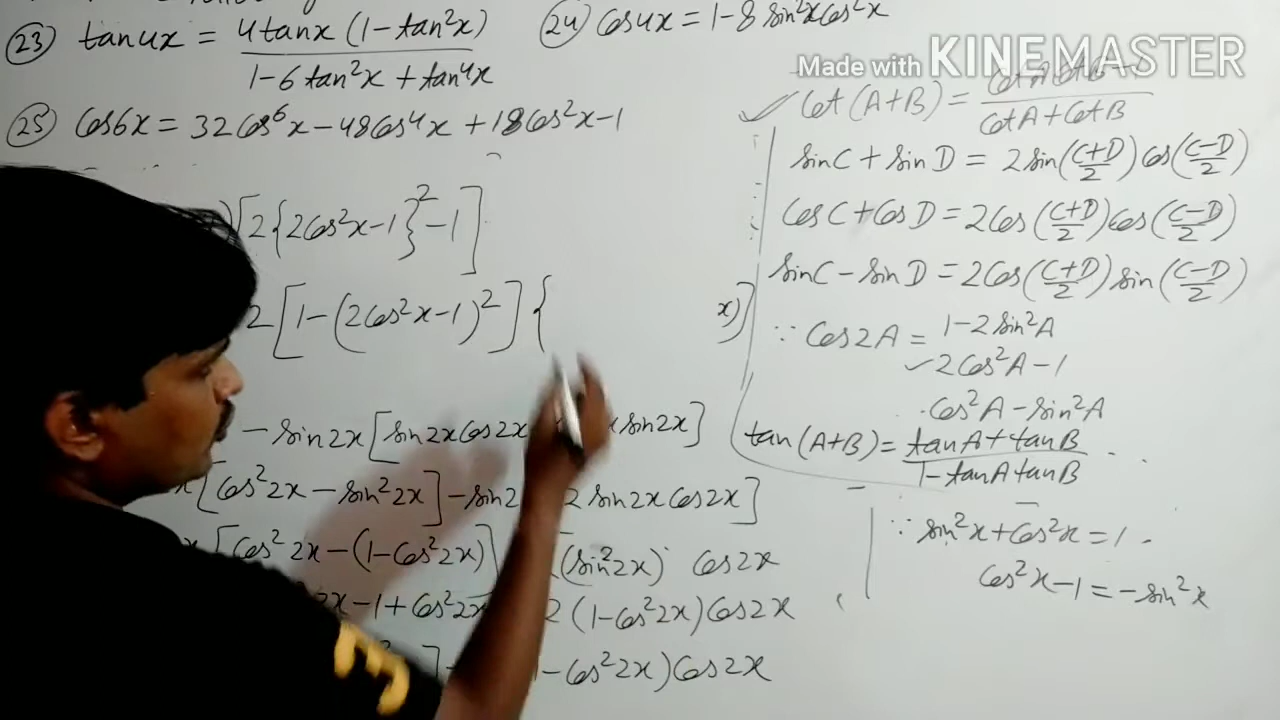 (23) tan4x = 4tanx (1-tan²x) / 1-6tan²x + tan⁴x
(24) Cos4x = 1-8 sin²x cos²x
Made with KINEMASTER
(25) Cos6x = 32Cos⁶x - 48Cos⁴x + 18Cos²x-1
[2{2Cos²x-1}²-1]
2[1-(2Cos²x-1)²]{
x)]
- sin2x[sin2xCos2x
sin2x]
[Cos²2x - sin²2x] - sin2
2 sin2x Cos2x]
[Cos²2x - (1-Cos²2x)
(sin²2x) Cos2x
2x-1+Cos²2x
2 (1-Cos²2x)Cos2x
]
-Cos²2x)Cos2x
✓ Cot(A+B) = CotA CotB-1 / CotA+CotB
sinC + sinD = 2sin(C+D/2)Cos(C-D/2)
CosC+CosD = 2Cos(C+D/2)Cos(C-D/2)
sinC - sinD = 2Cos(C+D/2)sin(C-D/2)
∵ Cos2A = 1-2sin²A
✓2Cos²A-1
Cos²A-sin²A
tan(A+B) = tanA+tanB / 1-tanA tanB
∵ sin²x+Cos²x = 1
Cos²x-1 = -sin²x